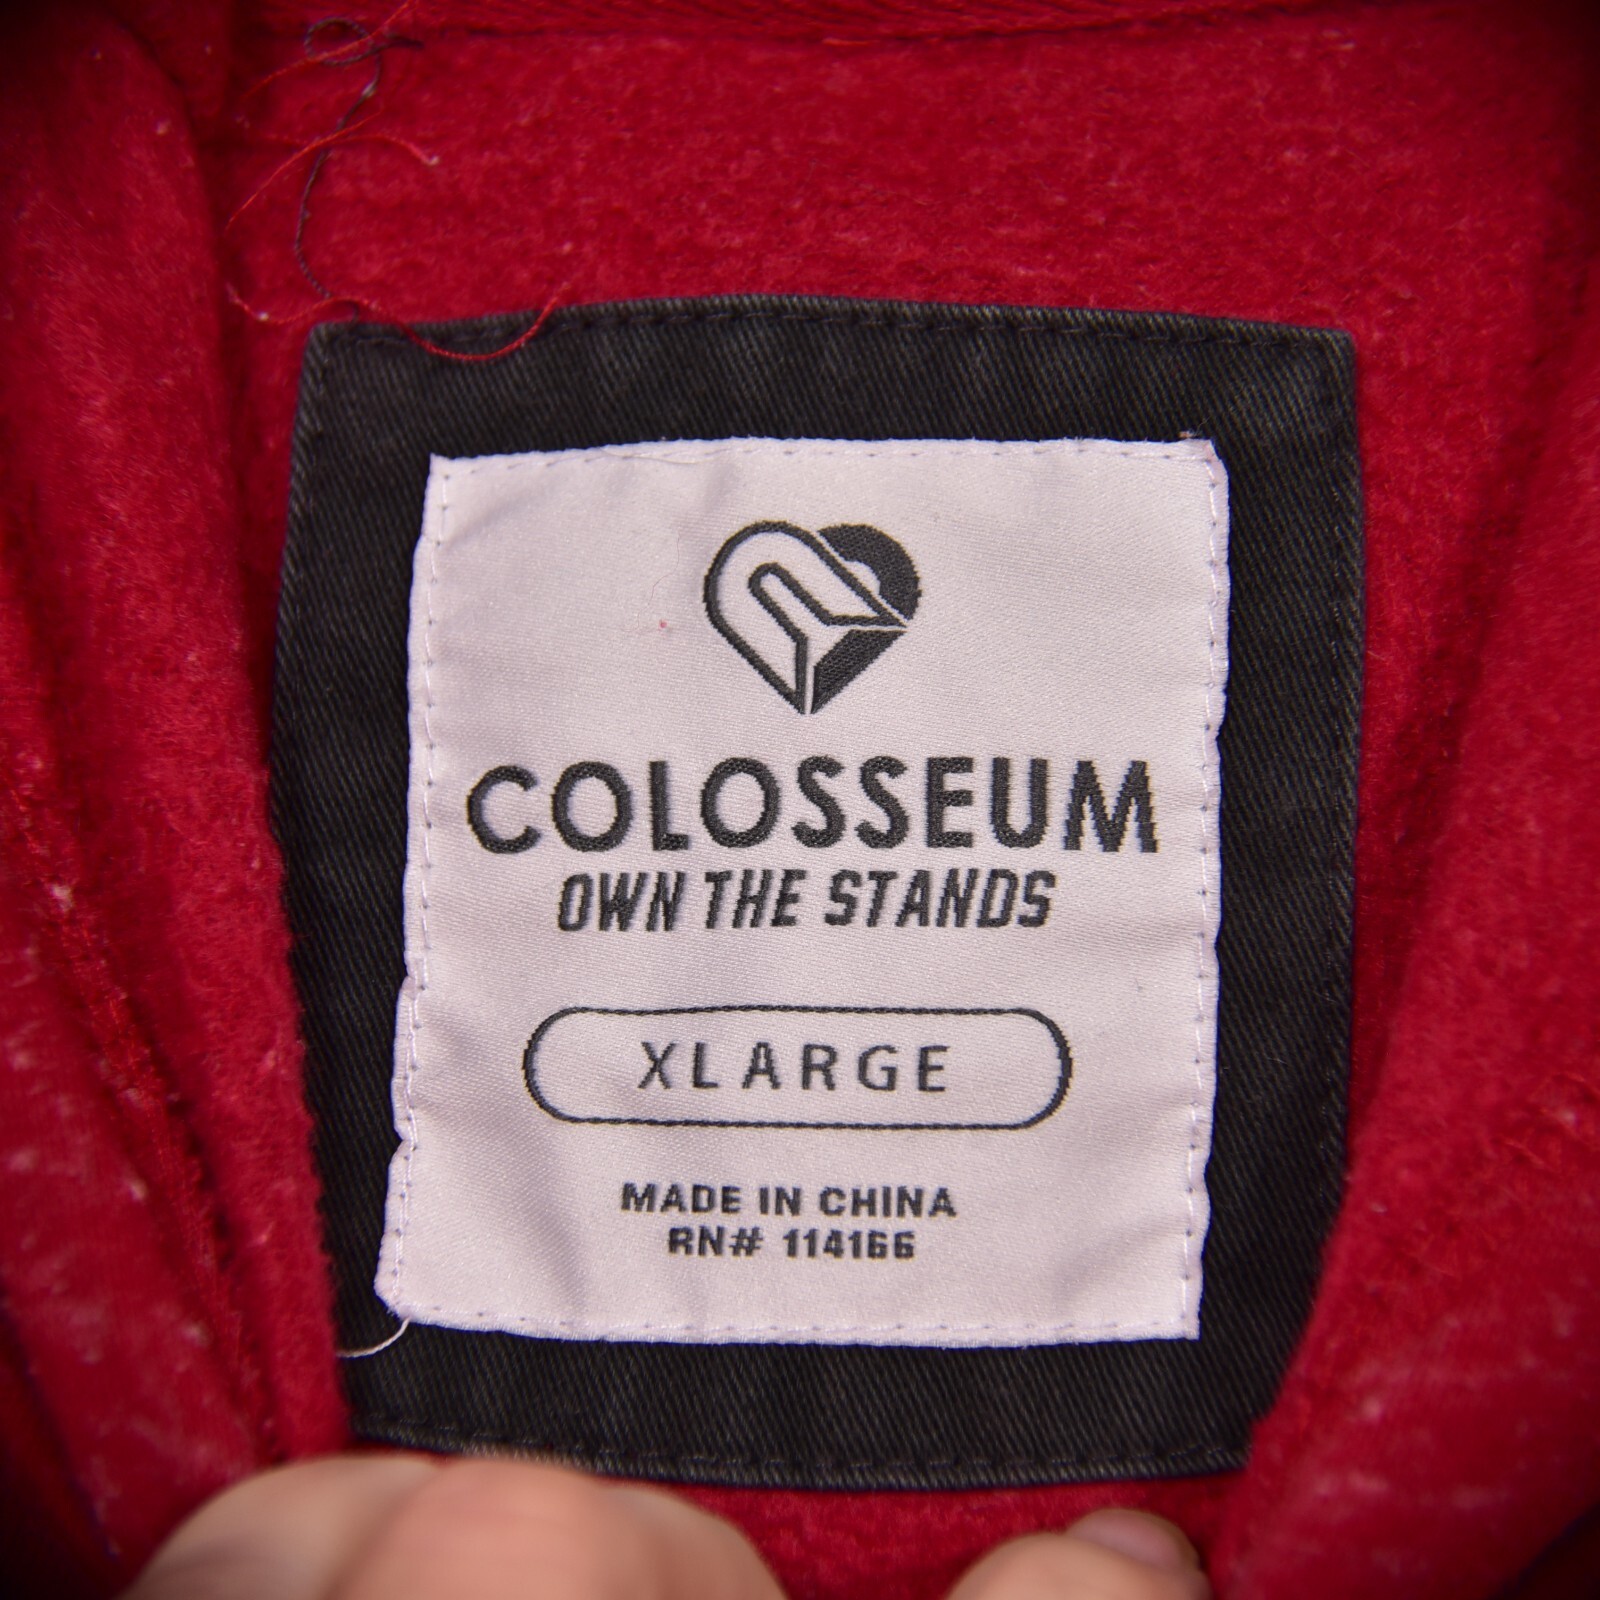 COLOSSEUM
OWN THE STANDS
XLARGE
MADE IN CHINA
RN# 114166